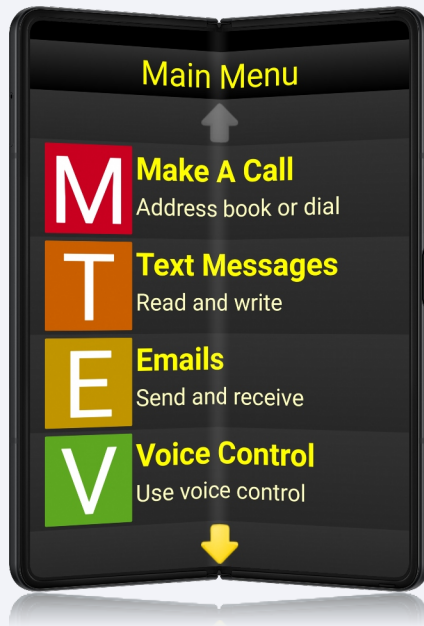 Main Menu
M
Make A Call
Address book or dial
T
Text Messages
Read and write
E
Emails
Send and receive
V
Voice Control
Use voice control